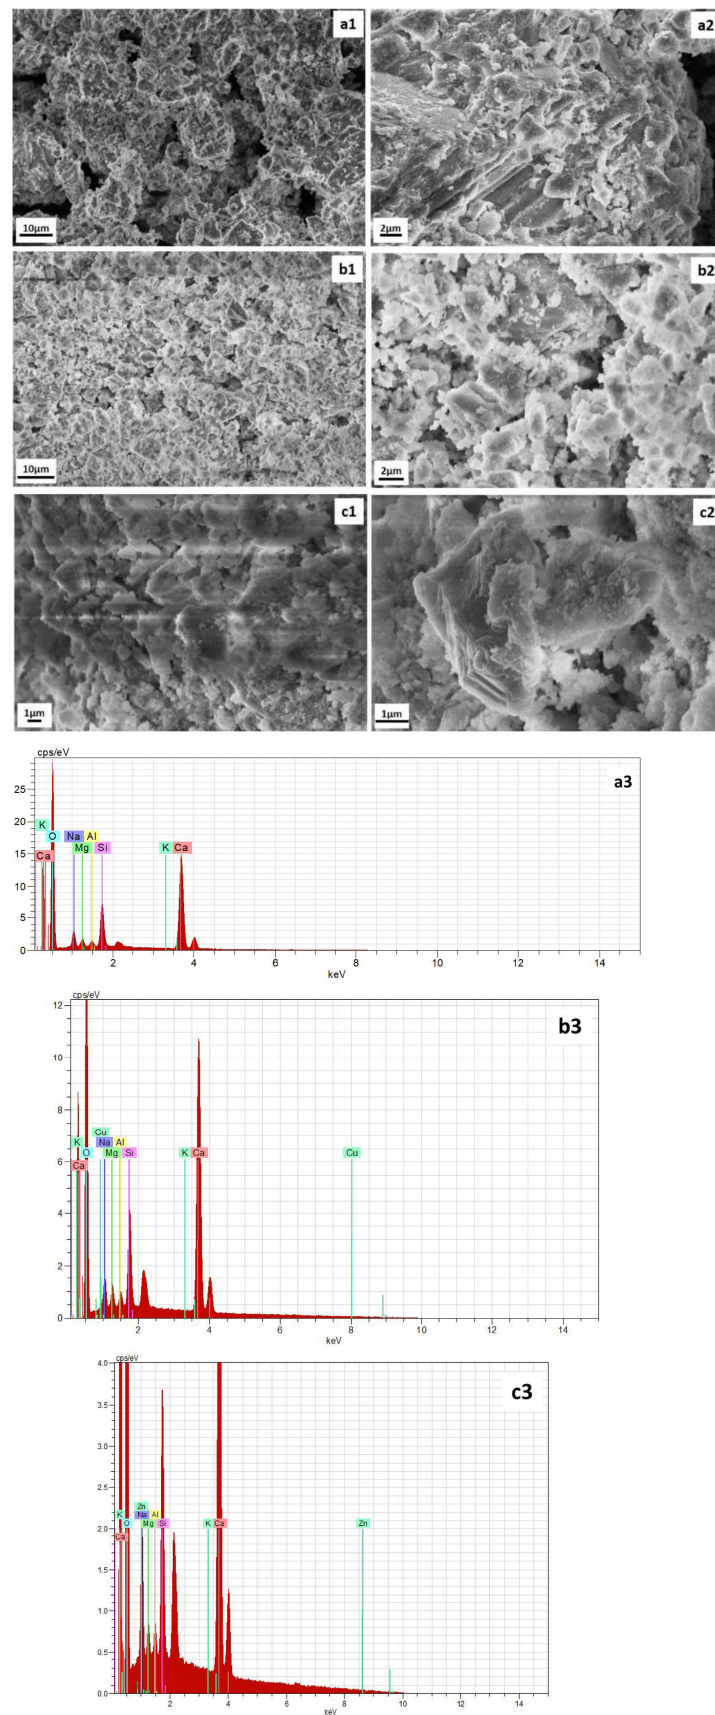 a1
10µm
a2
2µm
b1
10µm
b2
2µm
c1
1µm
c2
1µm
cps/eV
a3
25
20
15
10
5
0
K
O Na Al
Ca Mg Si
K Ca
2 4 6 8 10 12 14
keV
cps/eV
b3
12
10
8
6
4
2
0
Cu
K Na Al
O Mg Si
Ca
K Ca
Cu
2 4 6 8 10 12 14
keV
cps/eV
c3
4.0
3.5
3.0
2.5
2.0
1.5
1.0
0.5
0.0
Zn
K Na Al
O Mg Si
Ca
K Ca
Zn
2 4 6 8 10 12 14
keV